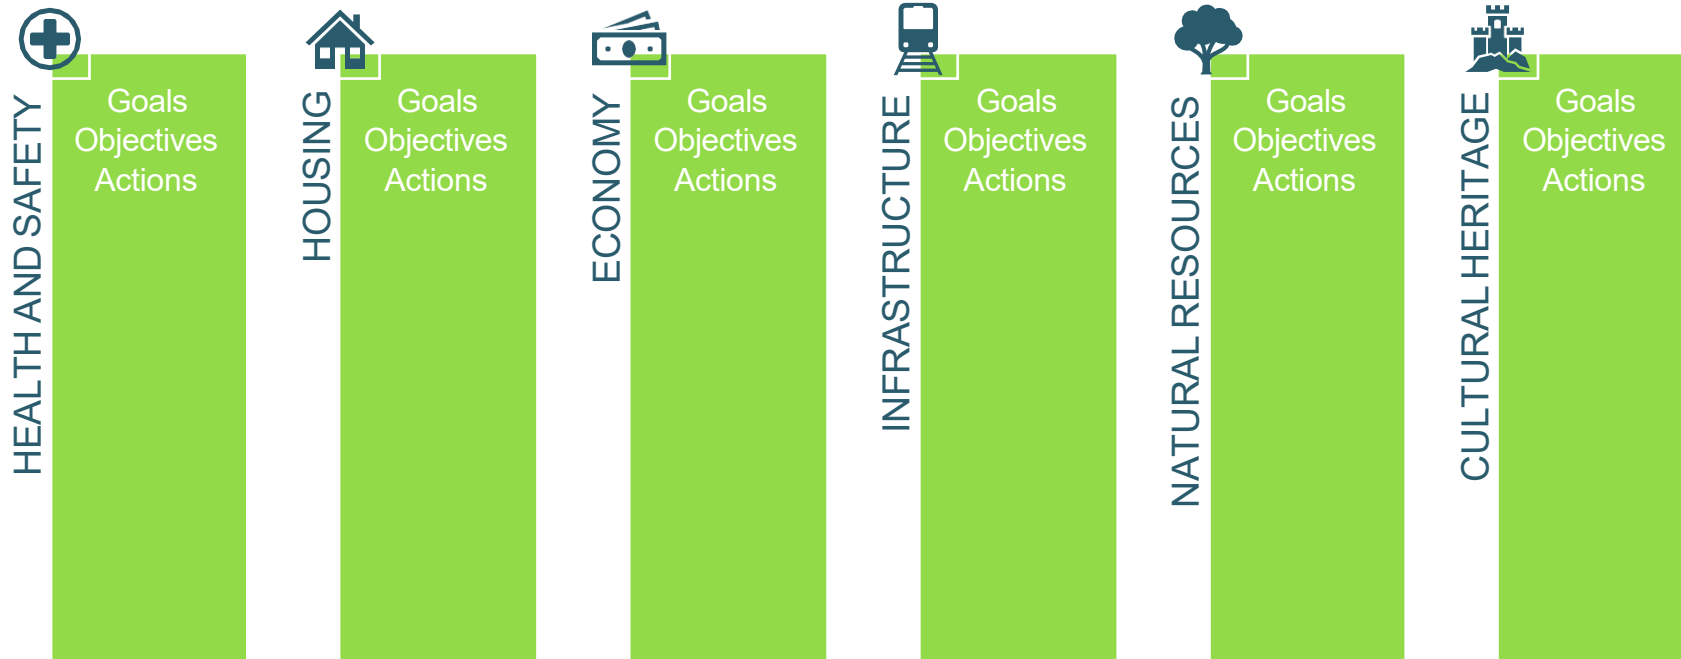 HEALTH AND SAFETY
Goals
Objectives
Actions
HOUSING
Goals
Objectives
Actions
ECONOMY
Goals
Objectives
Actions
INFRASTRUCTURE
Goals
Objectives
Actions
NATURAL RESOURCES
Goals
Objectives
Actions
CULTURAL HERITAGE
Goals
Objectives
Actions